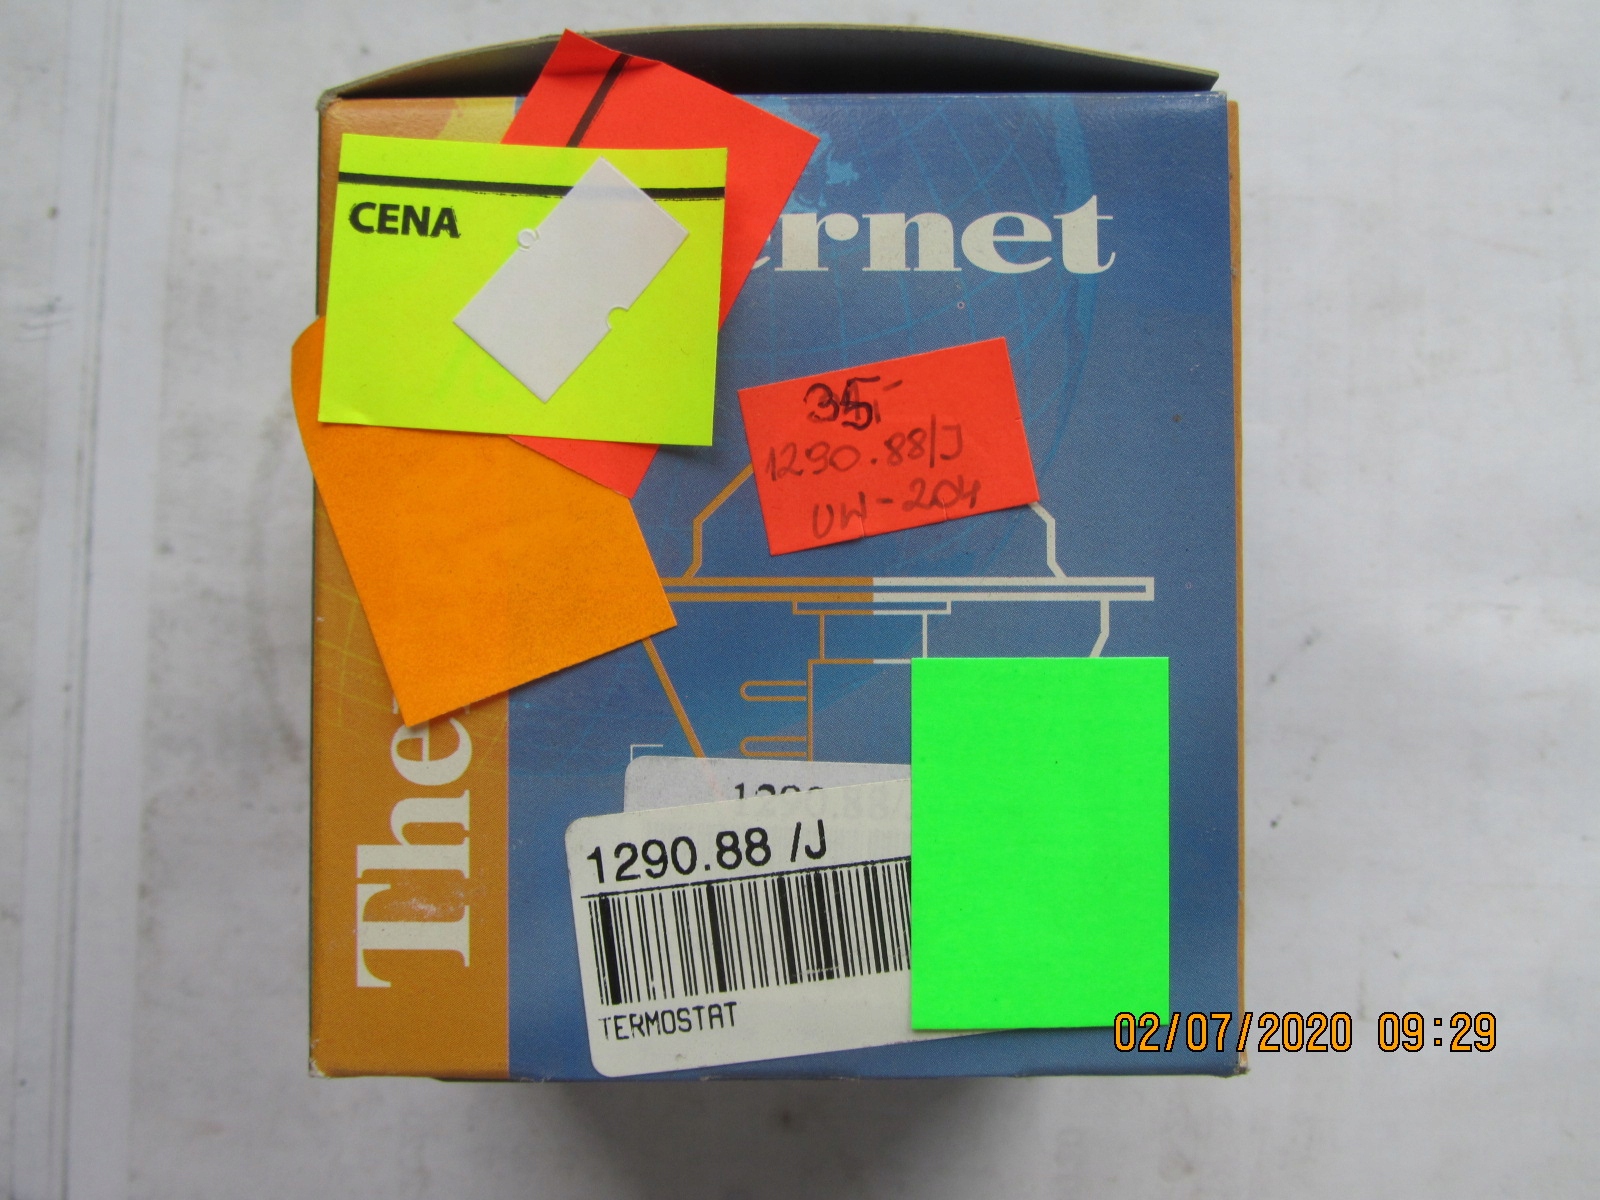 CENA
ernet
35,-
1290.88/J
UW-204
The
1290.88 /J
TERMOSTAT
02/07/2020 09:29